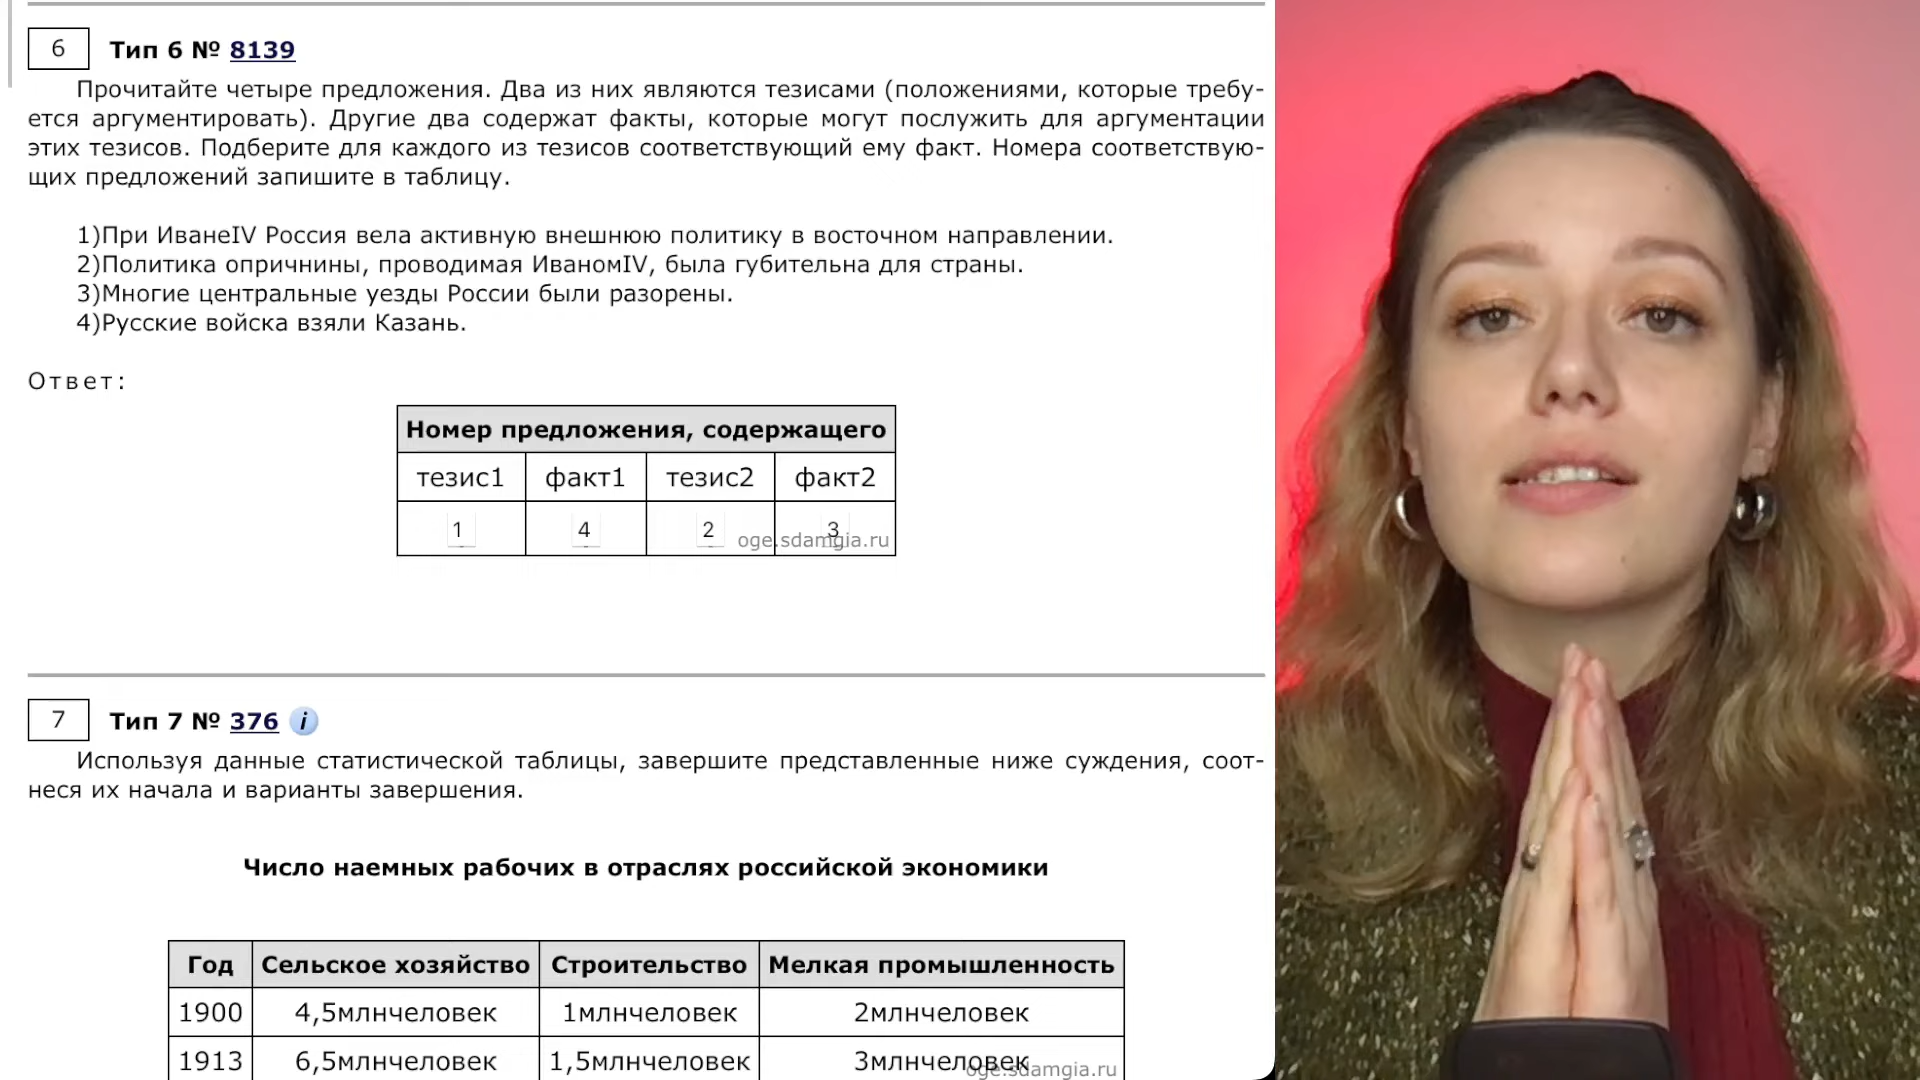 6 Тип 6 № 8139
Прочитайте четыре предложения. Два из них являются тезисами (положениями, которые требу-
ется аргументировать). Другие два содержат факты, которые могут послужить для аргументации
этих тезисов. Подберите для каждого из тезисов соответствующий ему факт. Номера соответствую-
щих предложений запишите в таблицу.
1)При ИванеIV Россия вела активную внешнюю политику в восточном направлении.
2)Политика опричнины, проводимая ИваномIV, была губительна для страны.
3)Многие центральные уезды России были разорены.
4)Русские войска взяли Казань.
Ответ:
Номер предложения, содержащего
тезис1 факт1 тезис2 факт2
1 4 2 3
oge.sdamgia.ru
7 Тип 7 № 376 i
Используя данные статистической таблицы, завершите представленные ниже суждения, соот-
неся их начала и варианты завершения.
Число наемных рабочих в отраслях российской экономики
Год Сельское хозяйство Строительство Мелкая промышленность
1900 4,5млнчеловек 1млнчеловек 2млнчеловек
1913 6,5млнчеловек 1,5млнчеловек 3млнчеловек
oge.sdamgia.ru